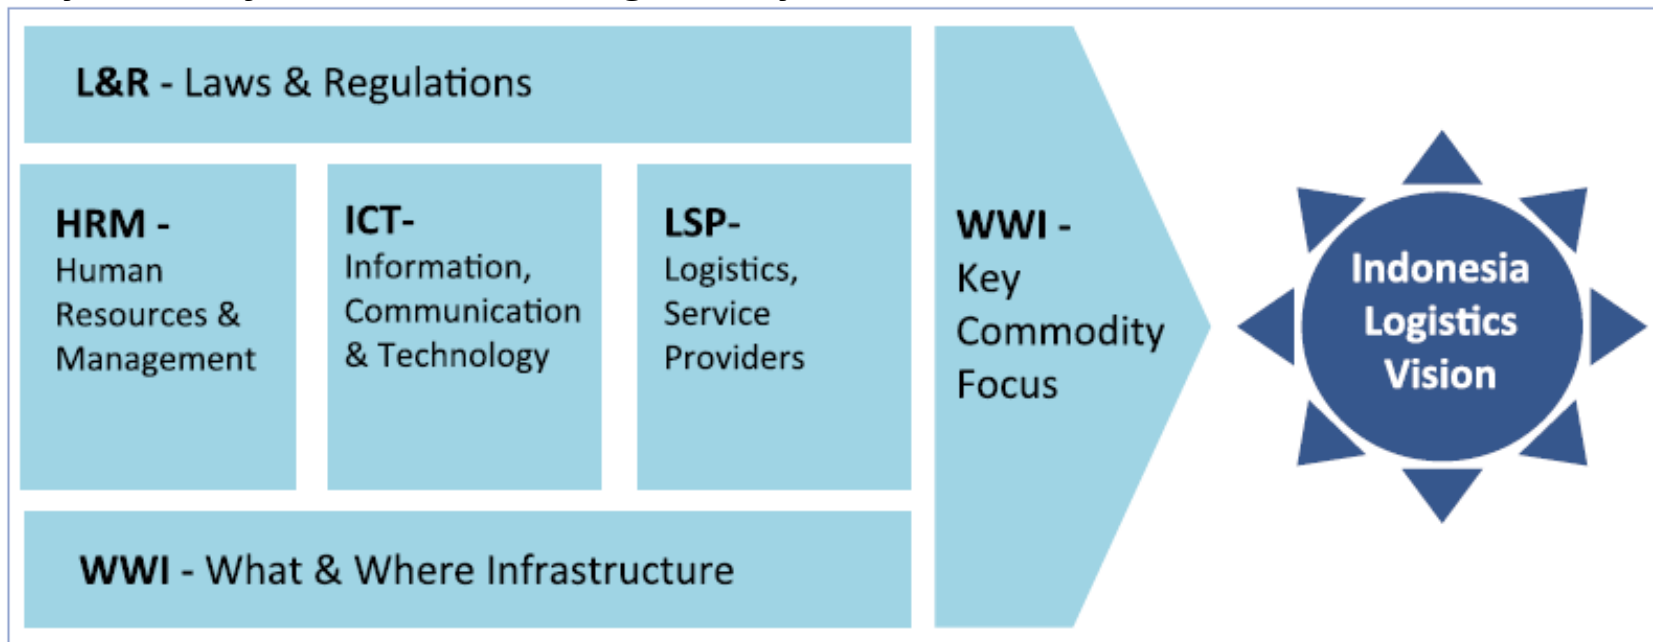 L&R - Laws & Regulations
HRM -
Human
Resources &
Management
ICT-
Information,
Communication
& Technology
LSP-
Logistics,
Service
Providers
WWI - What & Where Infrastructure
WWI -
Key
Commodity
Focus
Indonesia
Logistics
Vision